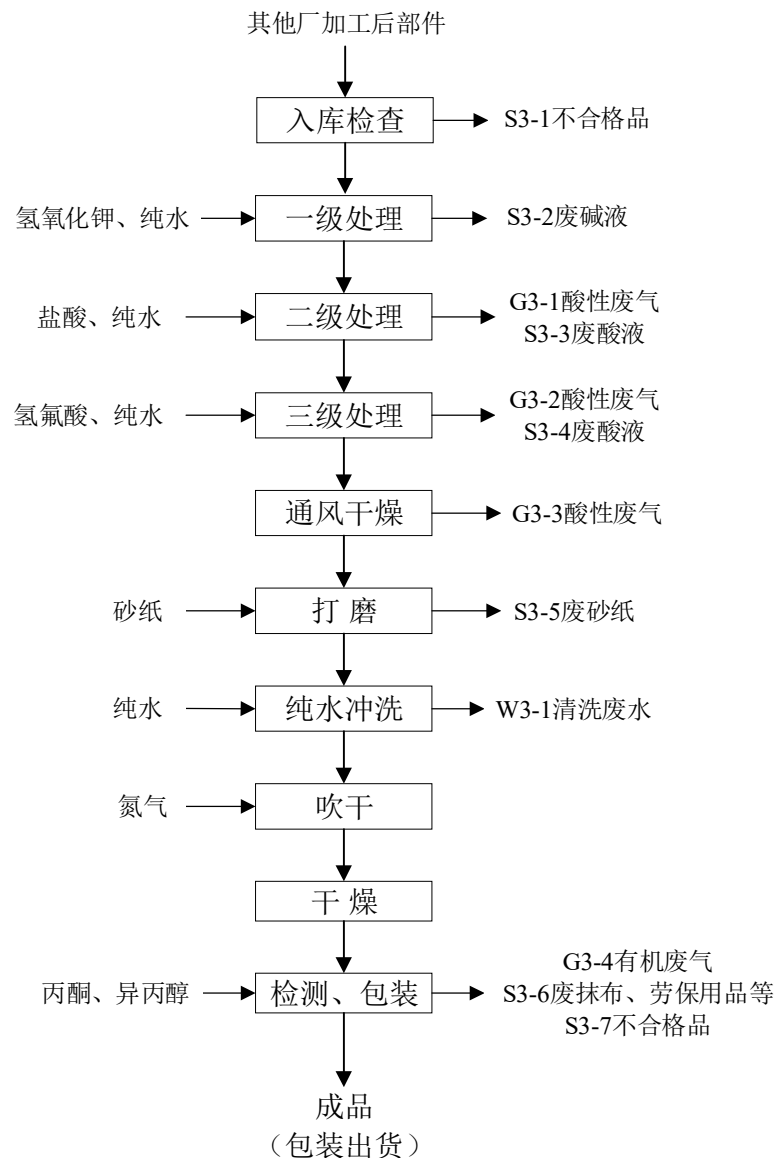 其他厂加工后部件
入库检查
S3-1不合格品
氢氧化钾、纯水
一级处理
S3-2废碱液
盐酸、纯水
二级处理
G3-1酸性废气
S3-3废酸液
氢氟酸、纯水
三级处理
G3-2酸性废气
S3-4废酸液
通风干燥
G3-3酸性废气
砂纸
打 磨
S3-5废砂纸
纯水
纯水冲洗
W3-1清洗废水
氮气
吹干
干 燥
丙酮、异丙醇
检测、包装
G3-4有机废气
S3-6废抹布、劳保用品等
S3-7不合格品
成品
（包装出货）